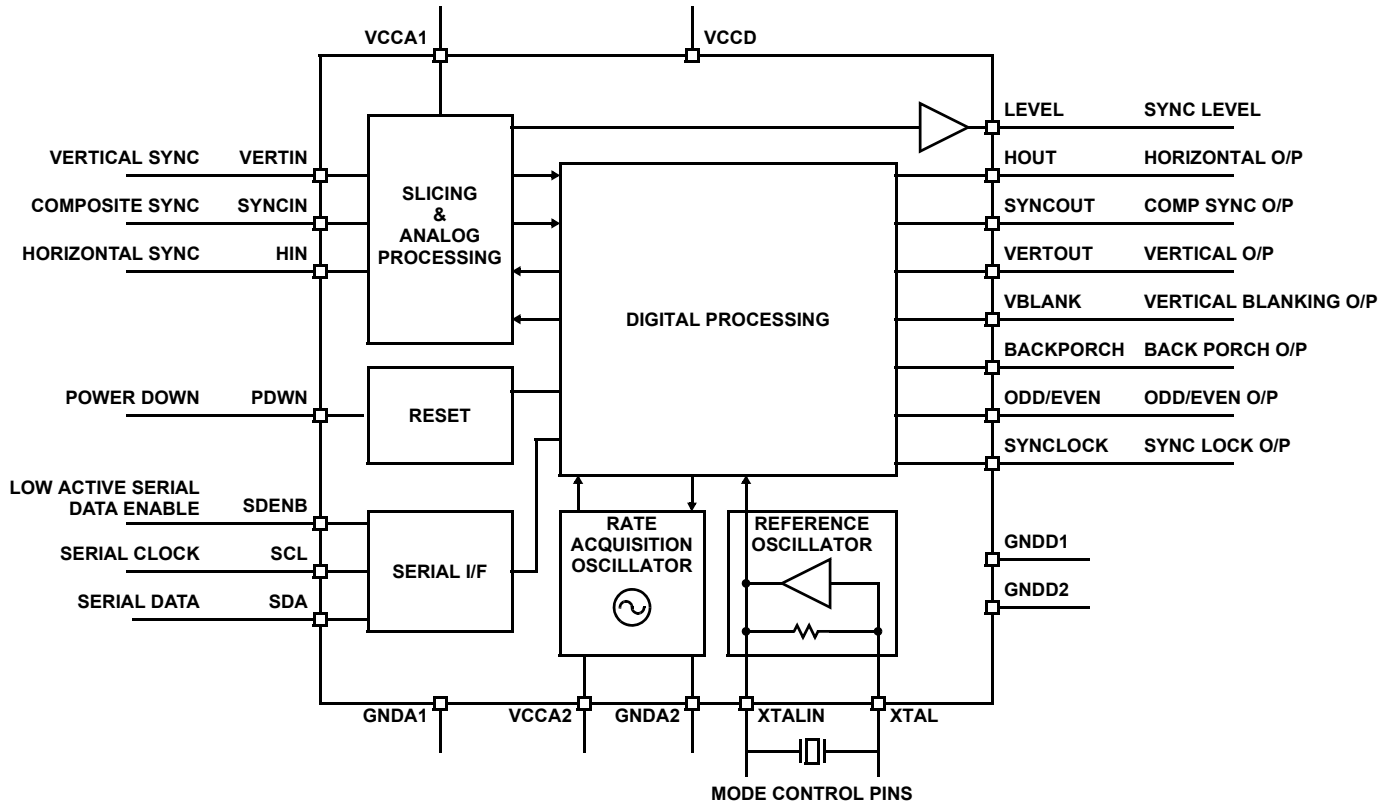 VCCA1
VCCD
VERTICAL SYNC VERTIN
COMPOSITE SYNC SYNCIN
HORIZONTAL SYNC HIN
POWER DOWN PDWN
LOW ACTIVE SERIAL
DATA ENABLE
SDENB
SERIAL CLOCK SCL
SERIAL DATA SDA
SLICING
&
ANALOG
PROCESSING
RESET
SERIAL I/F
DIGITAL PROCESSING
RATE
ACQUISITION
OSCILLATOR
REFERENCE
OSCILLATOR
LEVEL SYNC LEVEL
HOUT HORIZONTAL O/P
SYNCOUT COMP SYNC O/P
VERTOUT VERTICAL O/P
VBLANK VERTICAL BLANKING O/P
BACKPORCH BACK PORCH O/P
ODD/EVEN ODD/EVEN O/P
SYNCLOCK SYNC LOCK O/P
GNDD1
GNDD2
GNDA1
VCCA2
GNDA2
XTALIN
XTAL
MODE CONTROL PINS